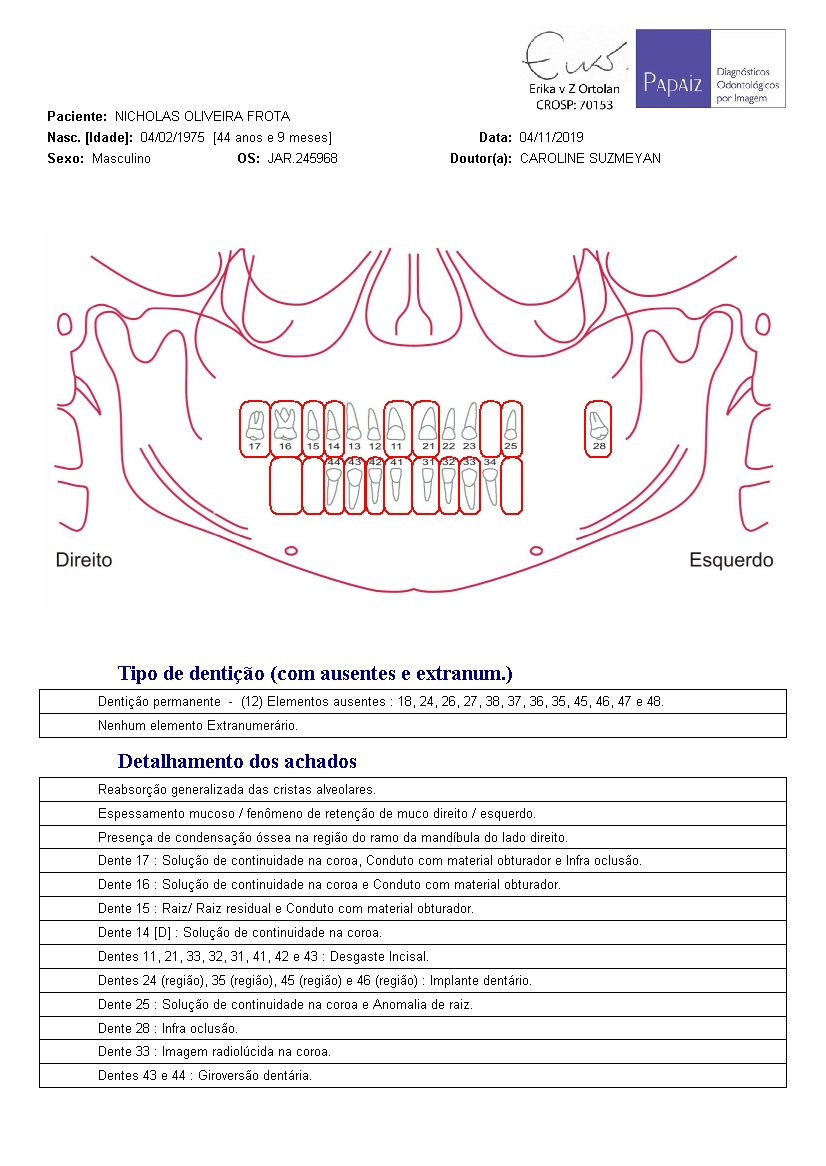 Erika v Z Ortolan
CROSP: 70153
PAPAIZ
Diagnósticos
Odontológicos
por Imagem
Paciente: NICHOLAS OLIVEIRA FROTA
Nasc. [Idade]: 04/02/1975 [44 anos e 9 meses] Data: 04/11/2019
Sexo: Masculino OS: JAR.245968 Doutor(a): CAROLINE SUZMEYAN
17 16 15 14 13 12 11 21 22 23 25 28
44 43 42 41 31 32 33 34
Direito Esquerdo
Tipo de dentição (com ausentes e extranum.)
Dentição permanente - (12) Elementos ausentes : 18, 24, 26, 27, 38, 37, 36, 35, 45, 46, 47 e 48.
Nenhum elemento Extranumerário.
Detalhamento dos achados
Reabsorção generalizada das cristas alveolares.
Espessamento mucoso / fenômeno de retenção de muco direito / esquerdo.
Presença de condensação óssea na região do ramo da mandíbula do lado direito.
Dente 17 : Solução de continuidade na coroa, Conduto com material obturador e Infra oclusão.
Dente 16 : Solução de continuidade na coroa e Conduto com material obturador.
Dente 15 : Raiz/ Raiz residual e Conduto com material obturador.
Dente 14 [D] : Solução de continuidade na coroa.
Dentes 11, 21, 33, 32, 31, 41, 42 e 43 : Desgaste Incisal.
Dentes 24 (região), 35 (região), 45 (região) e 46 (região) : Implante dentário.
Dente 25 : Solução de continuidade na coroa e Anomalia de raiz.
Dente 28 : Infra oclusão.
Dente 33 : Imagem radiolúcida na coroa.
Dentes 43 e 44 : Giroversão dentária.